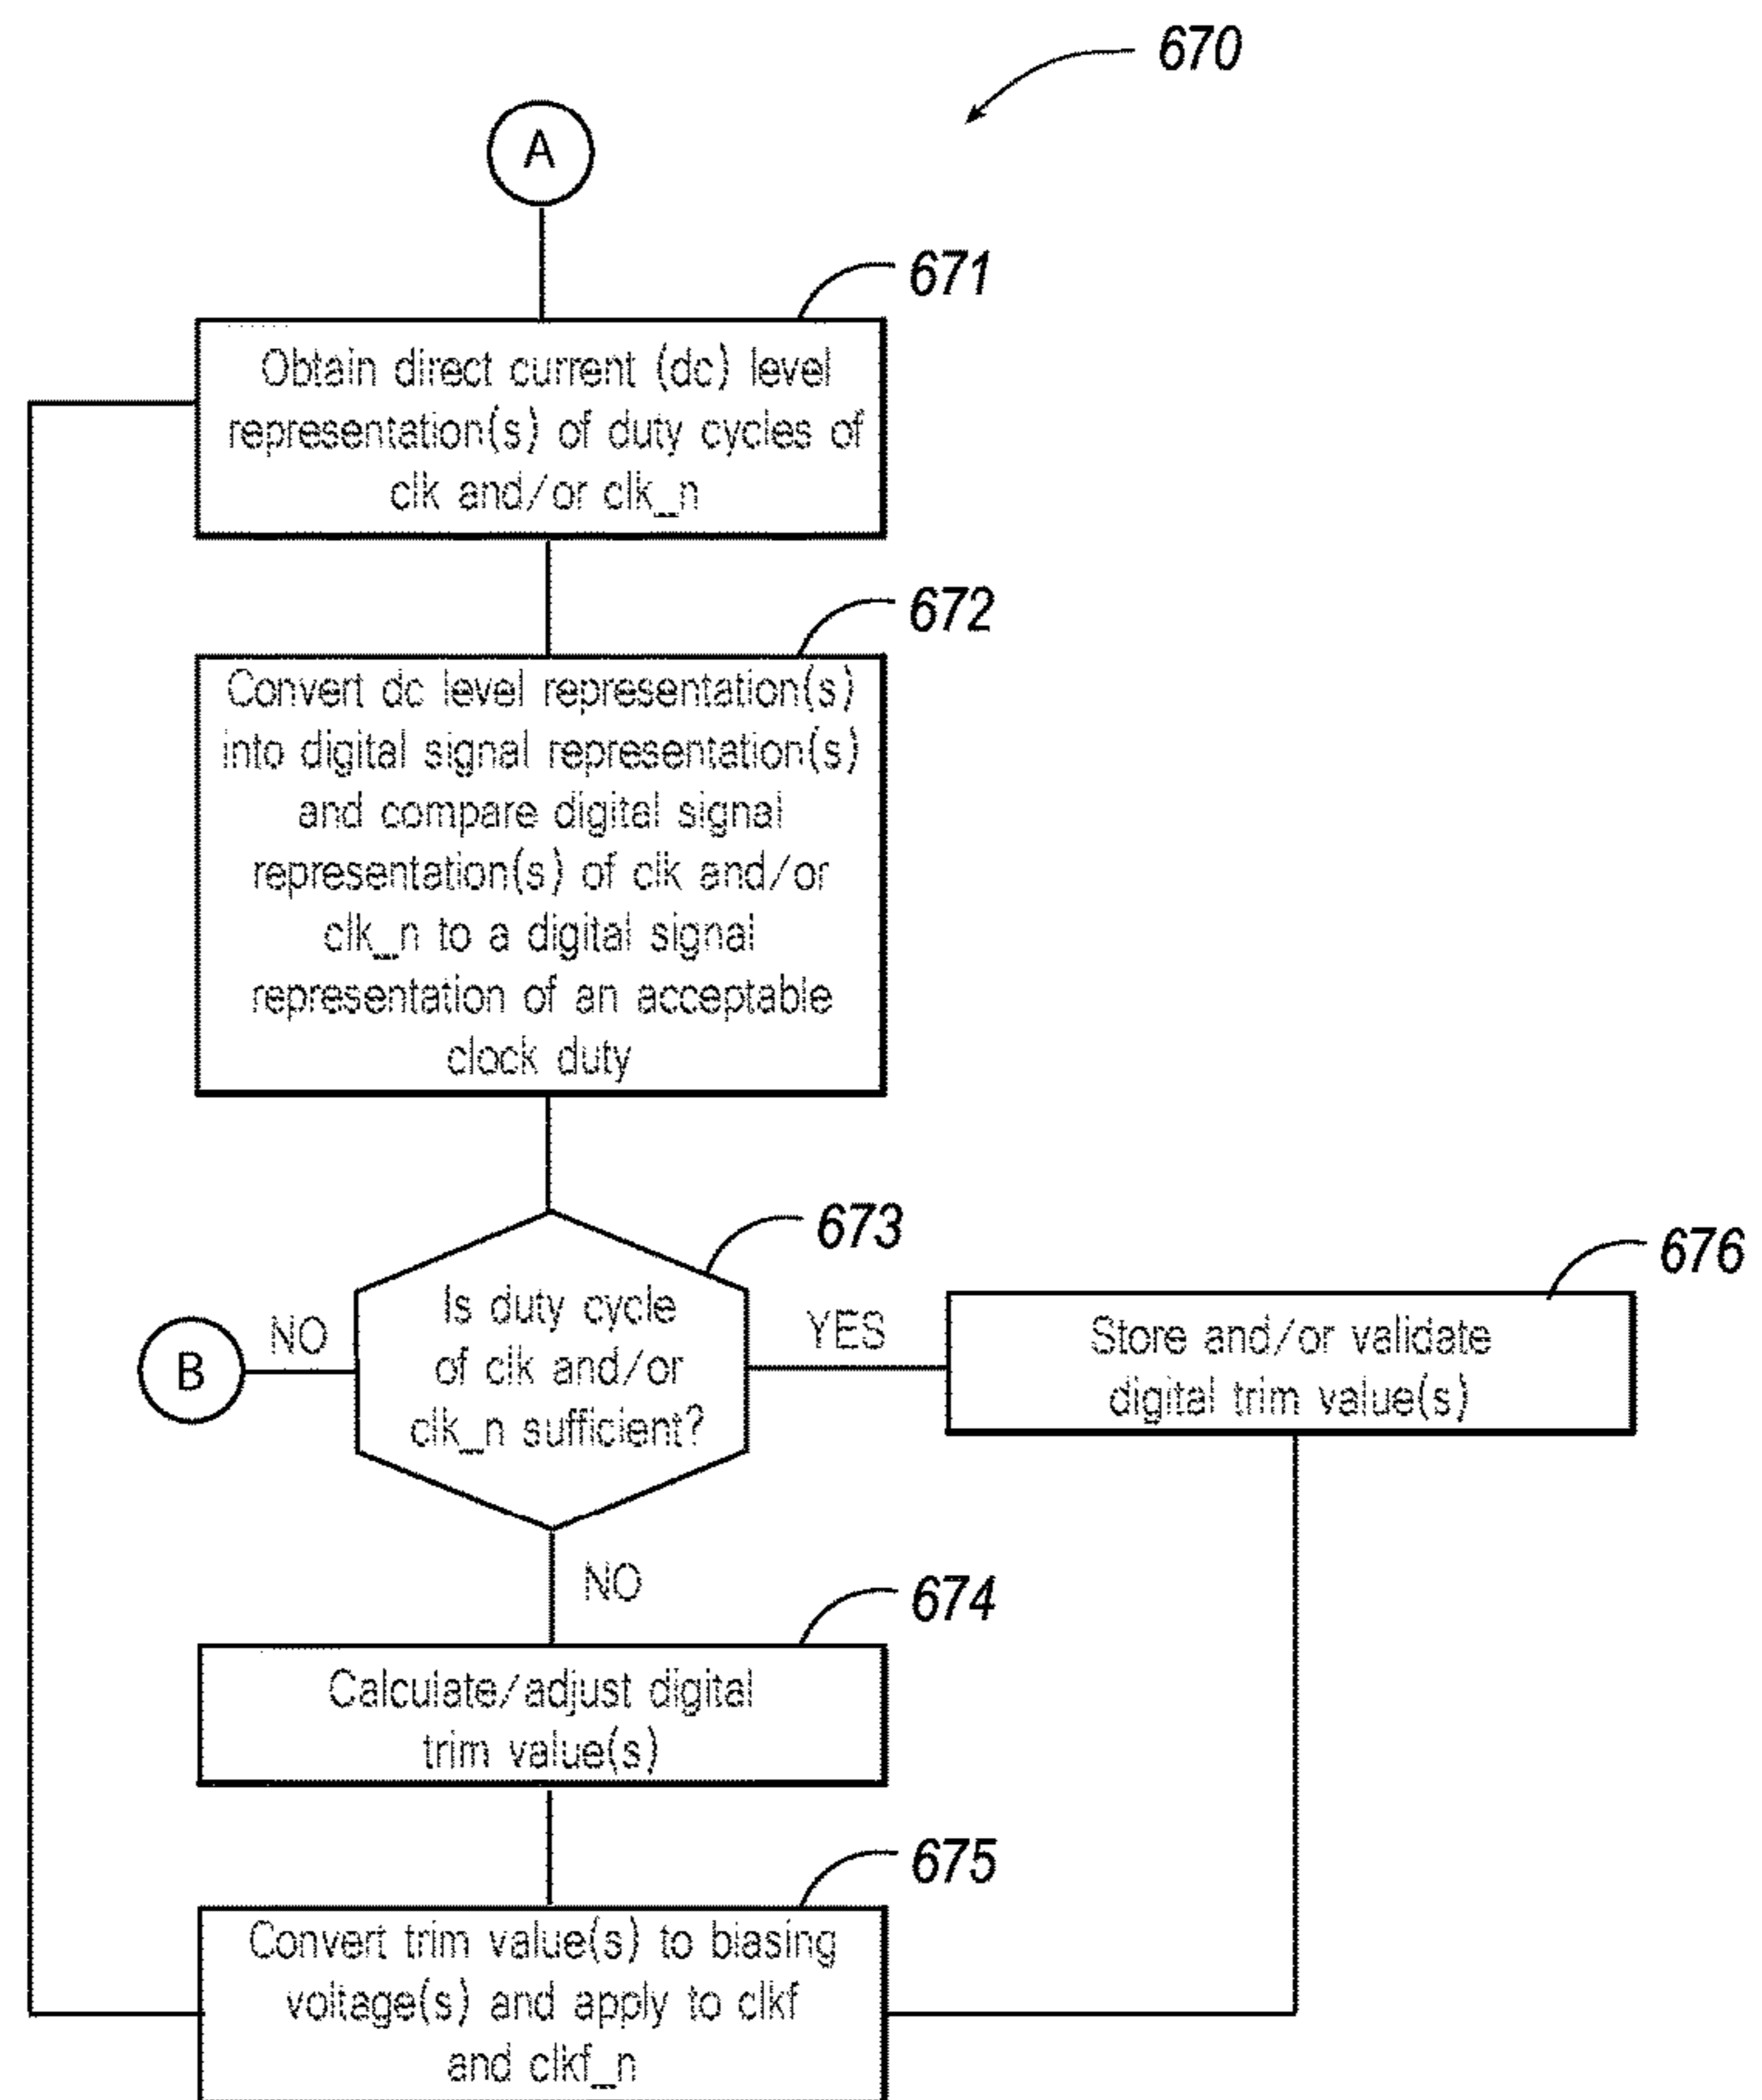 670
A
671
Obtain direct current (dc) level
representation(s) of duty cycles of
clk and/or clk_n
672
Convert dc level representation(s)
into digital signal representation(s)
and compare digital signal
representation(s) of clk and/or
clk_n to a digital signal
representation of an acceptable
clock duty
673
Is duty cycle
of clk and/or
clk_n sufficient?
NO
B
YES
676
Store and/or validate
digital trim value(s)
NO
674
Calculate/adjust digital
trim value(s)
675
Convert trim value(s) to biasing
voltage(s) and apply to clkf
and clkf_n